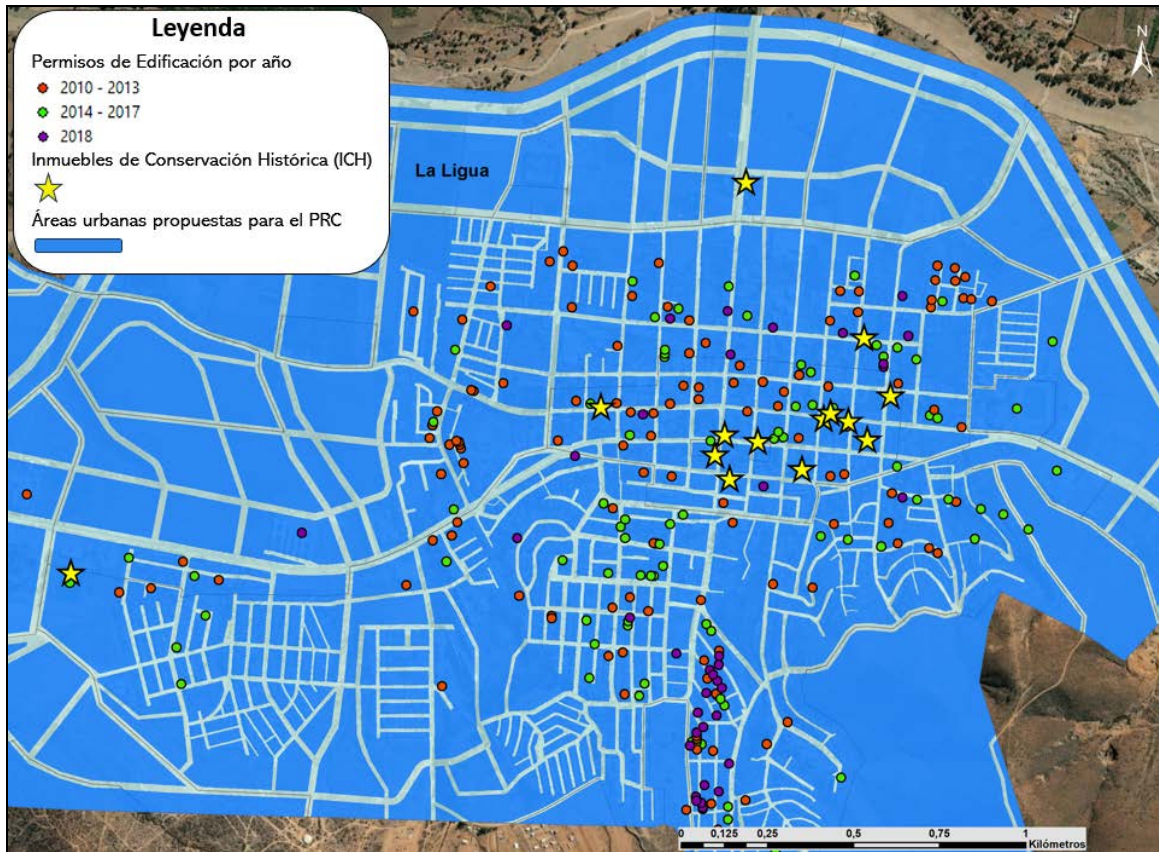 Leyenda
Permisos de Edificación por año
2010 - 2013
2014 - 2017
2018
Inmuebles de Conservación Histórica (ICH)
Áreas urbanas propuestas para el PRC
N
La Ligua
0 0,125 0,25 0,5 0,75 1
Kilómetros